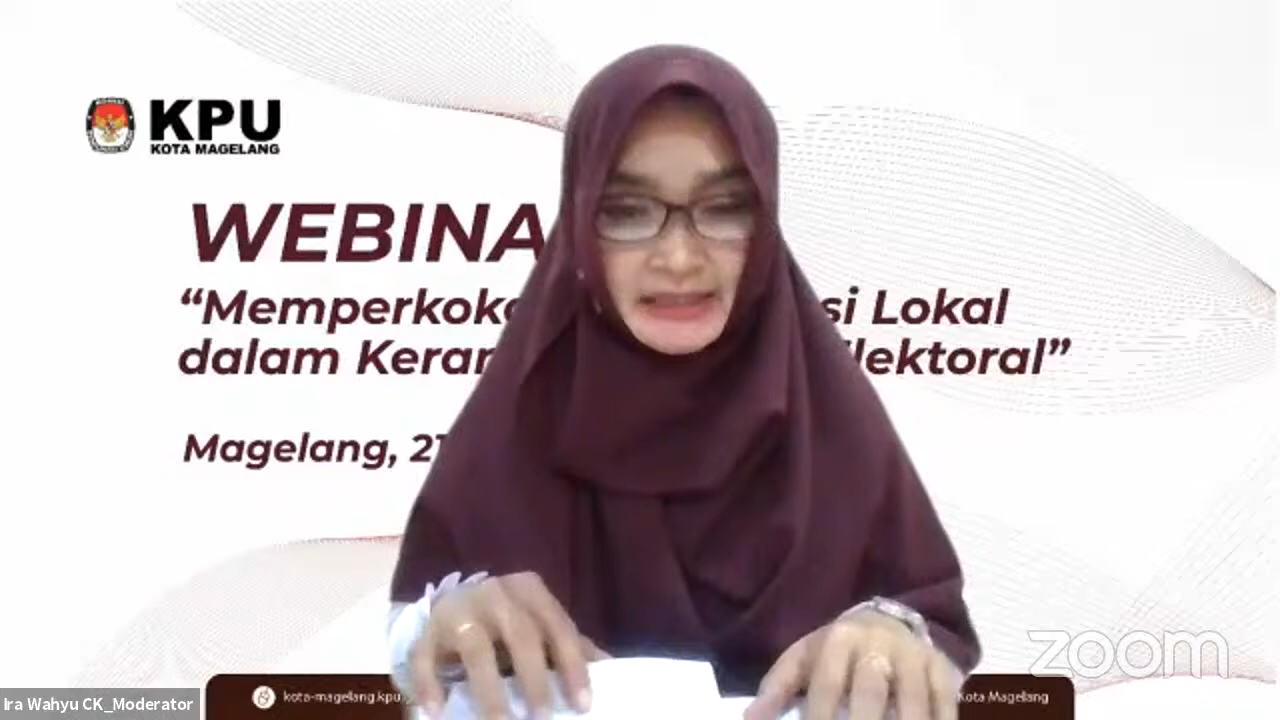 KPU
KOTA MAGELANG
WEBINA
“Memperkoko si Lokal
dalam Keran lektoral”
Magelang, 21
kota-magelang.kpu Kota Magelang
zoom
Ira Wahyu CK_Moderator